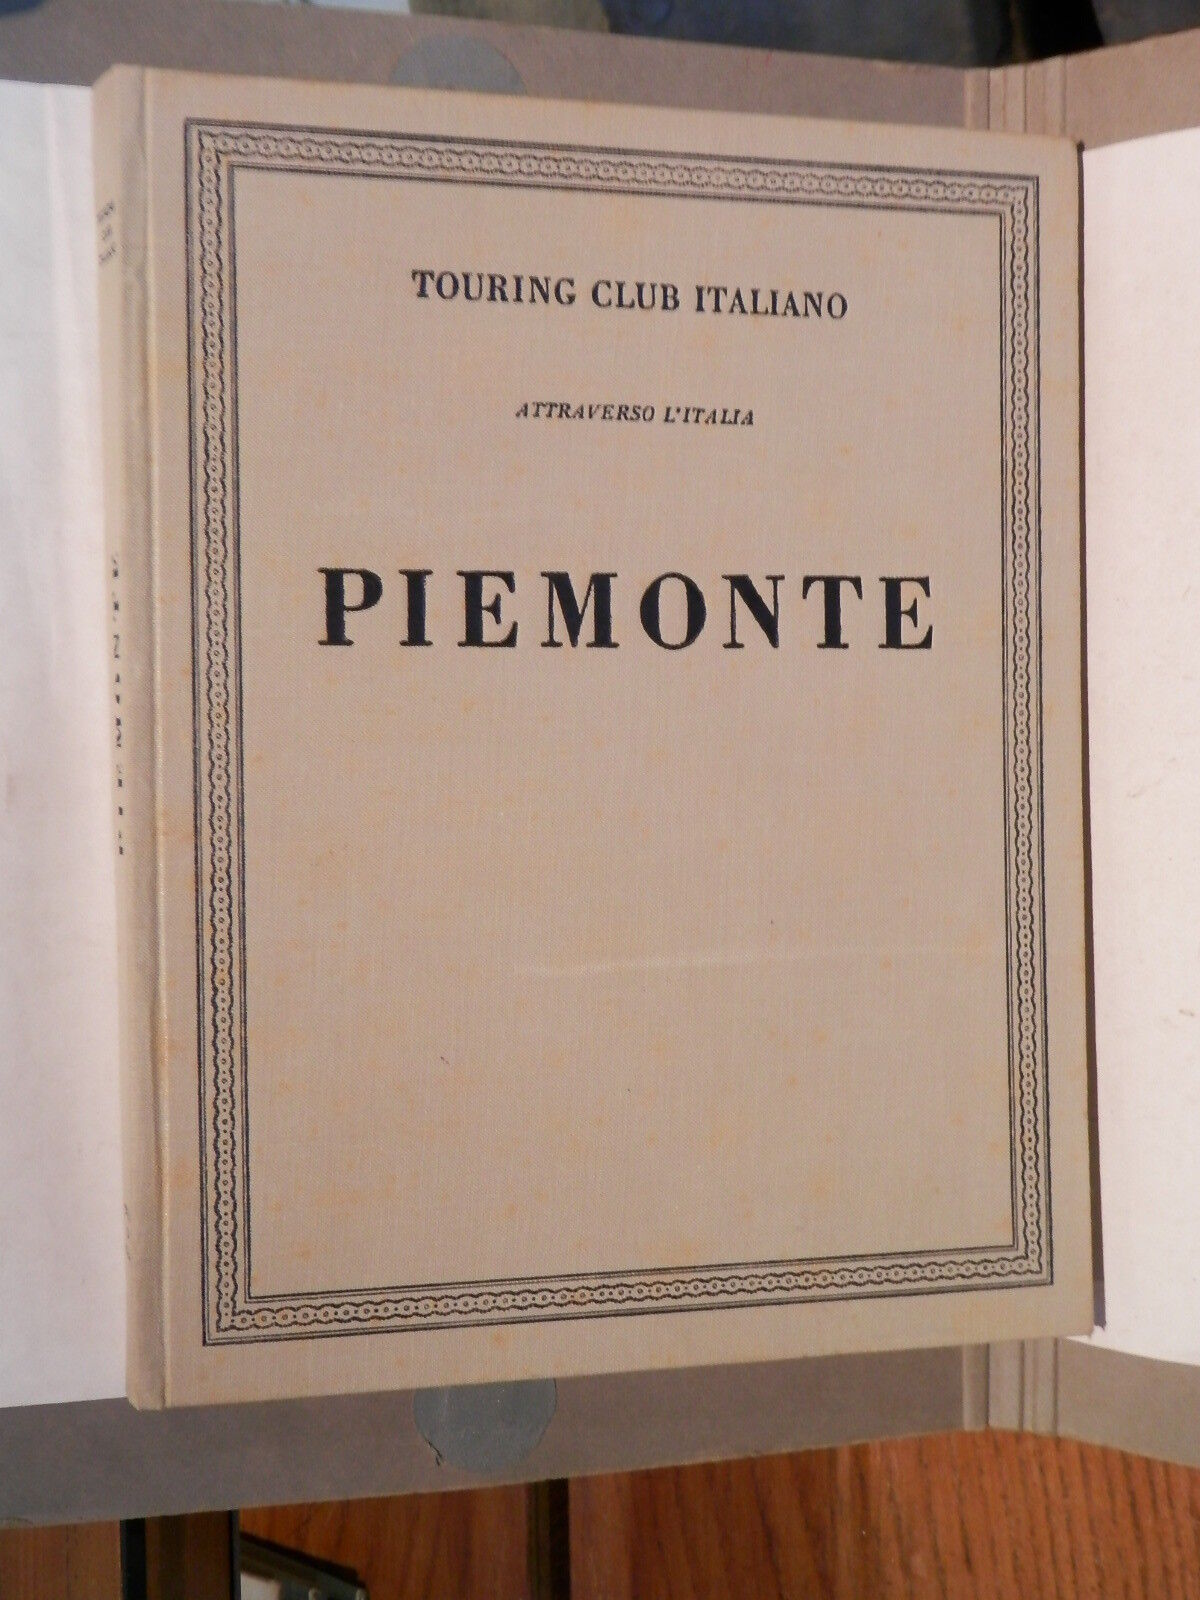 TOURING CLUB ITALIANO
ATTRAVERSO L'ITALIA
PIEMONTE